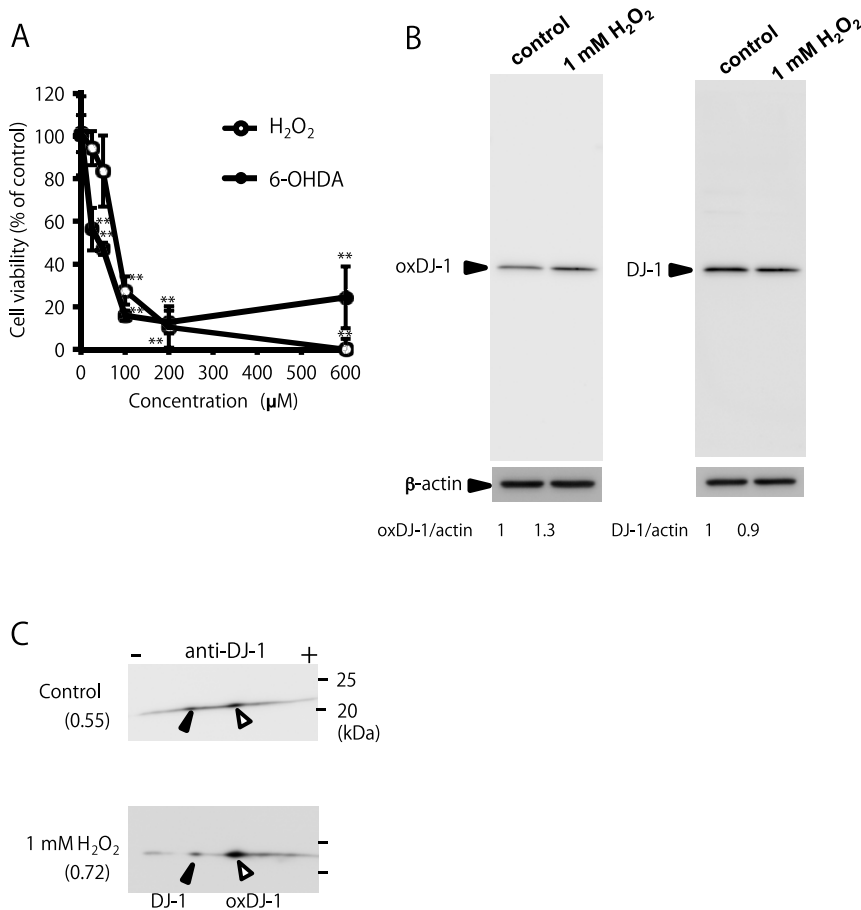 A
120
100
80
60
40
20
0
Cell viability (% of control)
0 100 200 300 400 500 600
Concentration (μM)
H₂O₂
6-OHDA
**
**
**
**
**
**
**
**
B
control 1 mM H₂O₂
control 1 mM H₂O₂
oxDJ-1
DJ-1
β-actin
oxDJ-1/actin 1 1.3
DJ-1/actin 1 0.9
C
- anti-DJ-1 +
Control
(0.55)
25
20
(kDa)
1 mM H₂O₂
(0.72)
DJ-1 oxDJ-1